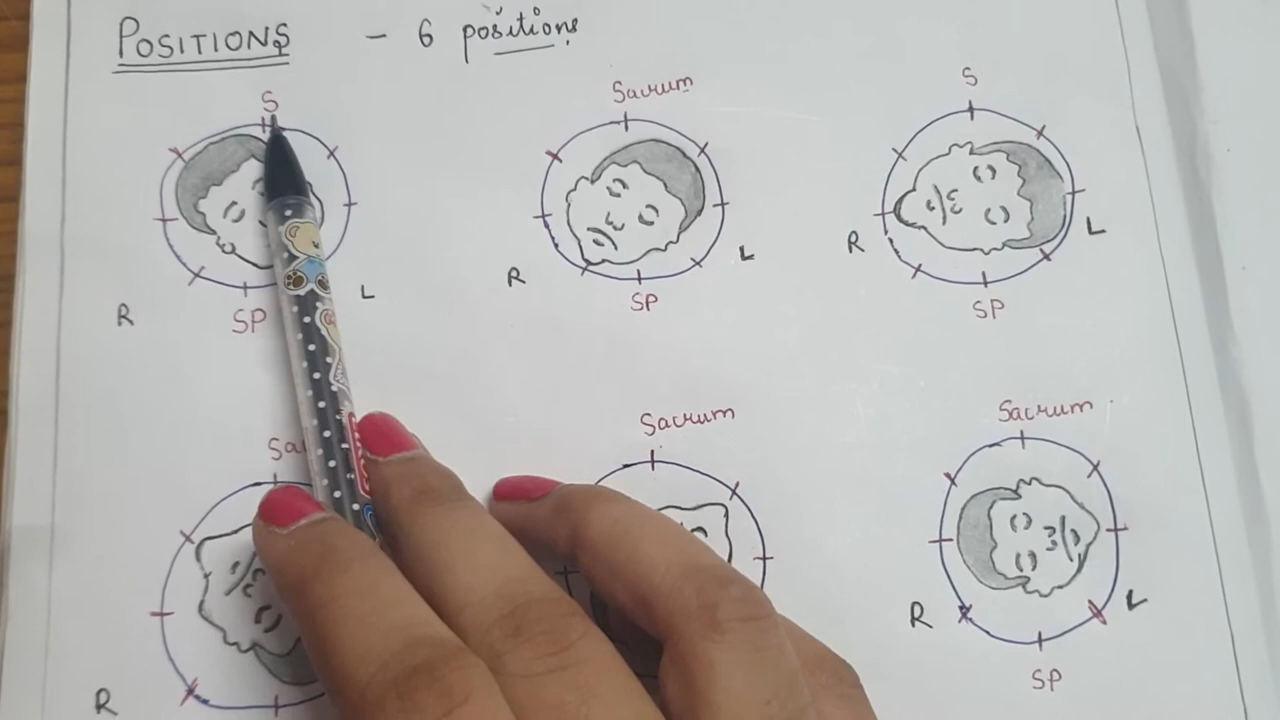 POSITIONS - 6 positions
S Sacrum S
R L R L R L
SP SP SP
Sacrum Sacrum
R R L
SP